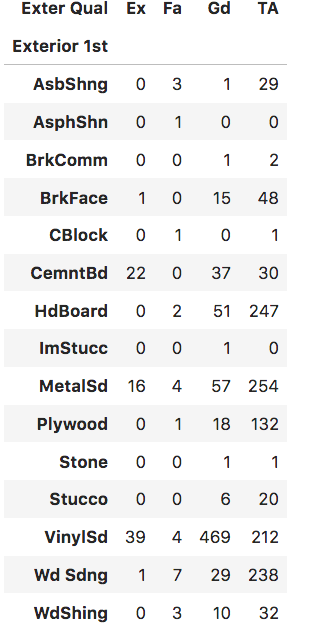 Exter Qual Ex Fa Gd TA
Exterior 1st
AsbShng 0 3 1 29
AsphShn 0 1 0 0
BrkComm 0 0 1 2
BrkFace 1 0 15 48
CBlock 0 1 0 1
CemntBd 22 0 37 30
HdBoard 0 2 51 247
ImStucc 0 0 1 0
MetalSd 16 4 57 254
Plywood 0 1 18 132
Stone 0 0 1 1
Stucco 0 0 6 20
VinylSd 39 4 469 212
Wd Sdng 1 7 29 238
WdShing 0 3 10 32